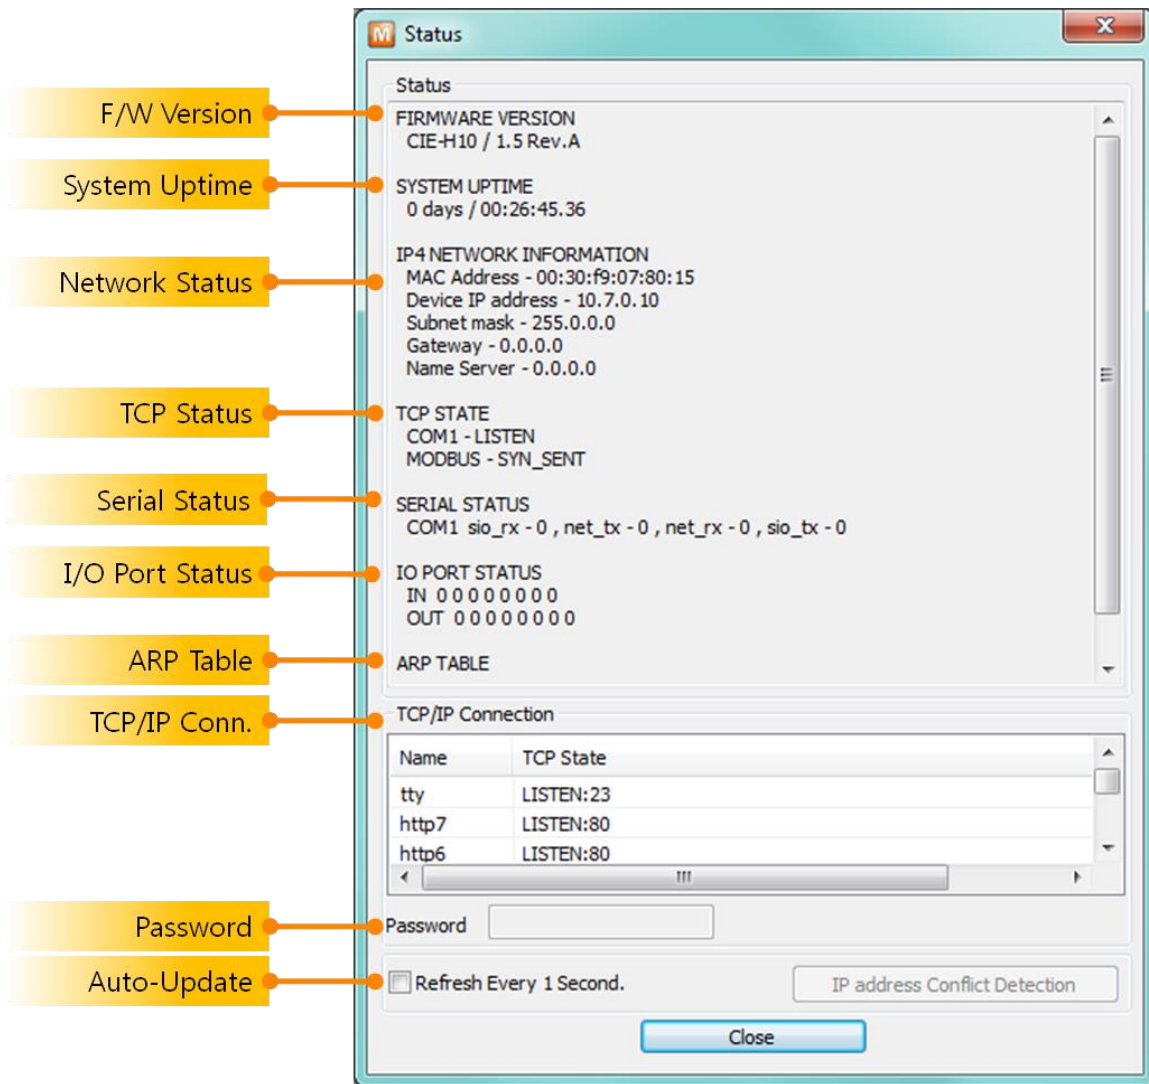 Status
Status
F/W Version
FIRMWARE VERSION
CIE-H10 / 1.5 Rev.A
System Uptime
SYSTEM UPTIME
0 days / 00:26:45.36
Network Status
IP4 NETWORK INFORMATION
MAC Address - 00:30:f9:07:80:15
Device IP address - 10.7.0.10
Subnet mask - 255.0.0.0
Gateway - 0.0.0.0
Name Server - 0.0.0.0
TCP Status
TCP STATE
COM1 - LISTEN
MODBUS - SYN_SENT
Serial Status
SERIAL STATUS
COM1 sio_rx - 0 , net_tx - 0 , net_rx - 0 , sio_tx - 0
I/O Port Status
IO PORT STATUS
IN 0 0 0 0 0 0 0 0
OUT 0 0 0 0 0 0 0 0
ARP Table
ARP TABLE
TCP/IP Conn.
TCP/IP Connection
Name TCP State
tty LISTEN:23
http7 LISTEN:80
http6 LISTEN:80
Password
Password
Auto-Update
Refresh Every 1 Second.
IP address Conflict Detection
Close